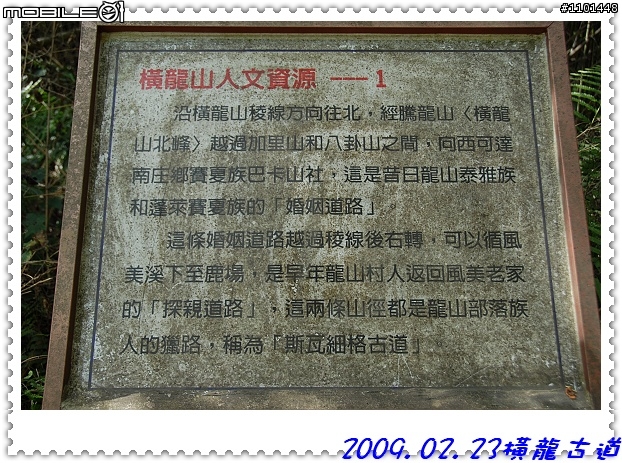 MOBILE01
#1101448
橫龍山人文資源 ---1
沿橫龍山稜線方向往北，經騰龍山〈橫龍
山北峰〉越過加里山和八卦山之間，向西可達
南庄鄉賽夏族巴卡山社，這是昔日龍山泰雅族
和蓬萊賽夏族的「婚姻道路」。
這條婚姻道路越過稜線後右轉，可以循風
美溪下至鹿場，是早年龍山村人返回風美老家
的「探親道路」，這兩條山徑都是龍山部落族
人的獵路，稱為「斯瓦細格古道」
2009.02.23橫龍古道